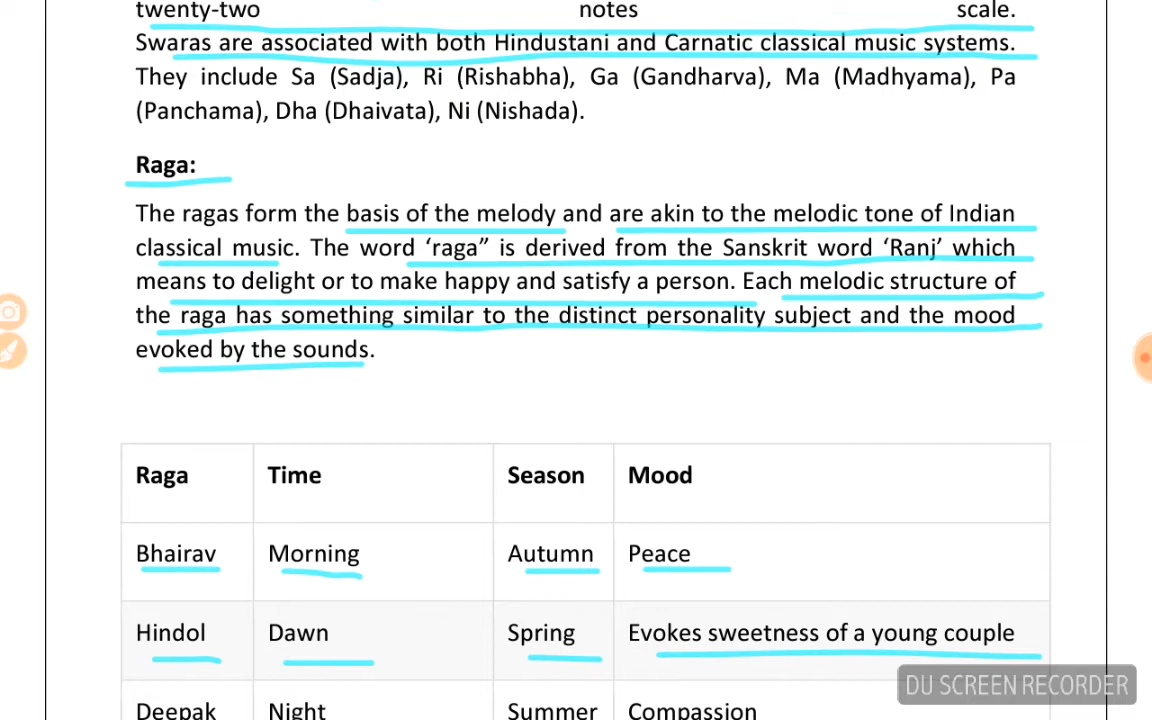 twenty-two notes scale.
Swaras are associated with both Hindustani and Carnatic classical music systems.
They include Sa (Sadja), Ri (Rishabha), Ga (Gandharva), Ma (Madhyama), Pa
(Panchama), Dha (Dhaivata), Ni (Nishada).
Raga:
The ragas form the basis of the melody and are akin to the melodic tone of Indian
classical music. The word ‘raga” is derived from the Sanskrit word ‘Ranj’ which
means to delight or to make happy and satisfy a person. Each melodic structure of
the raga has something similar to the distinct personality subject and the mood
evoked by the sounds.
Raga Time Season Mood
Bhairav Morning Autumn Peace
Hindol Dawn Spring Evokes sweetness of a young couple
Deepak Night Summer Compassion
DU SCREEN RECORDER